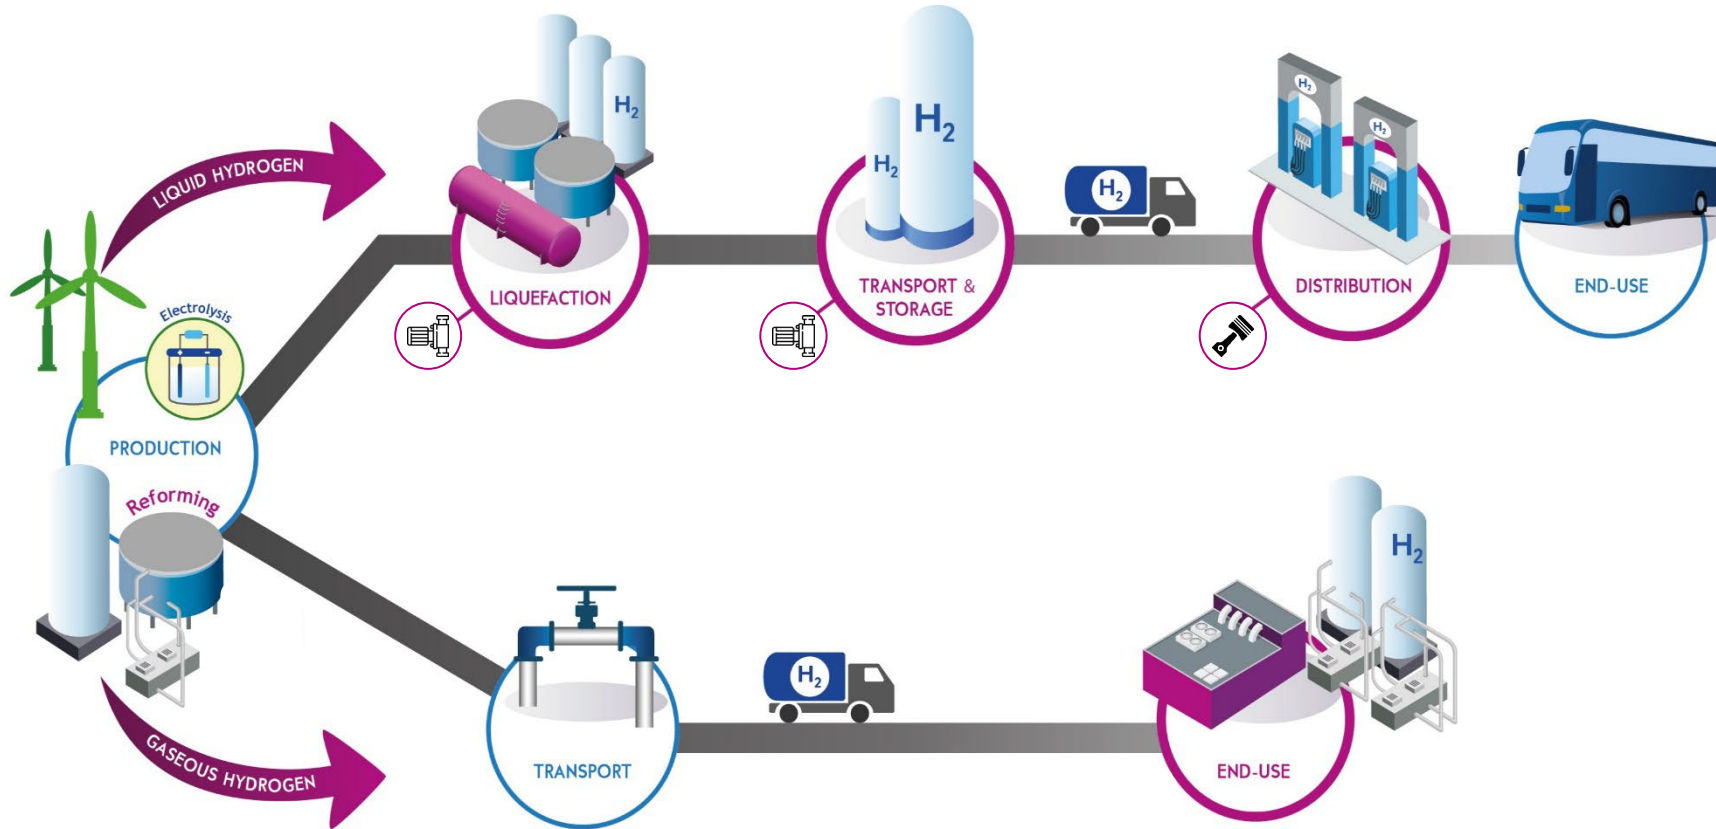 LIQUID HYDROGEN
H2
LIQUEFACTION
H2
H2
TRANSPORT &
STORAGE
H2
H2
H2
DISTRIBUTION
END-USE
Electrolysis
PRODUCTION
Reforming
GASEOUS HYDROGEN
TRANSPORT
H2
H2
END-USE